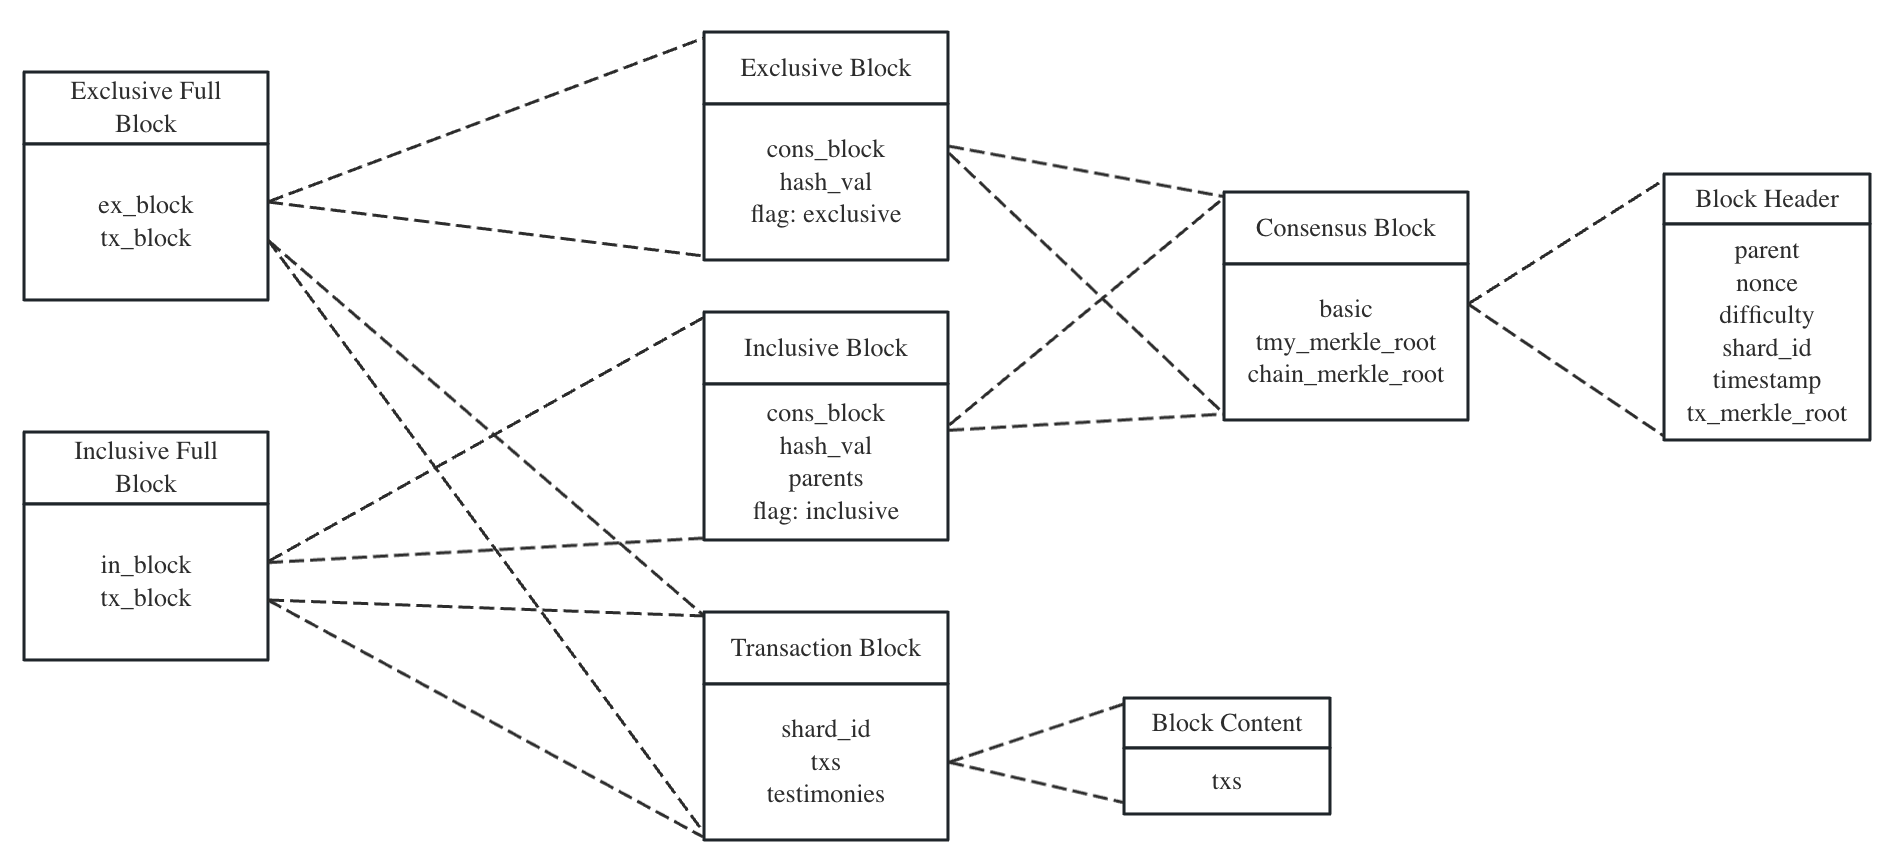 Exclusive Full
Block
ex_block
tx_block
Inclusive Full
Block
in_block
tx_block
Exclusive Block
cons_block
hash_val
flag: exclusive
Inclusive Block
cons_block
hash_val
parents
flag: inclusive
Transaction Block
shard_id
txs
testimonies
Consensus Block
basic
tmy_merkle_root
chain_merkle_root
Block Content
txs
Block Header
parent
nonce
difficulty
shard_id
timestamp
tx_merkle_root